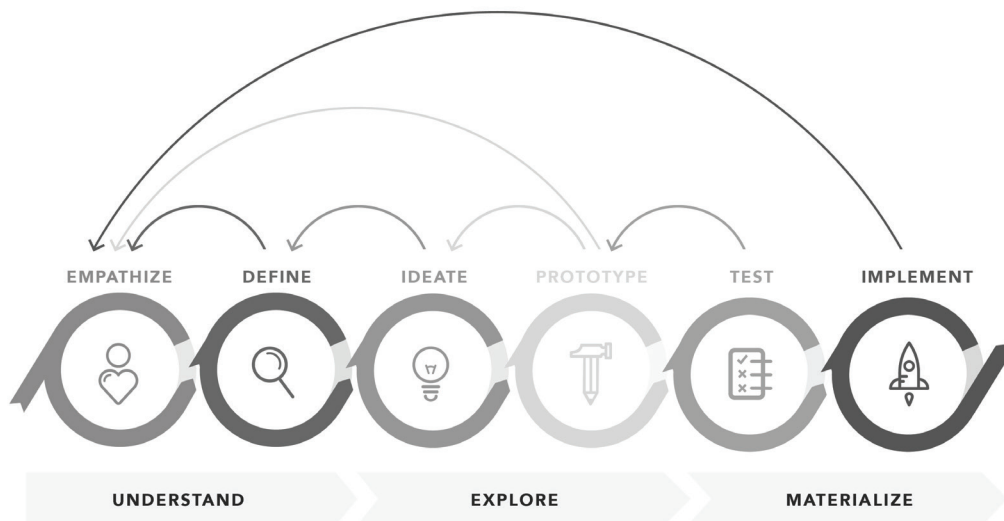 EMPATHIZE
DEFINE
IDEATE
PROTOTYPE
TEST
IMPLEMENT
UNDERSTAND
EXPLORE
MATERIALIZE